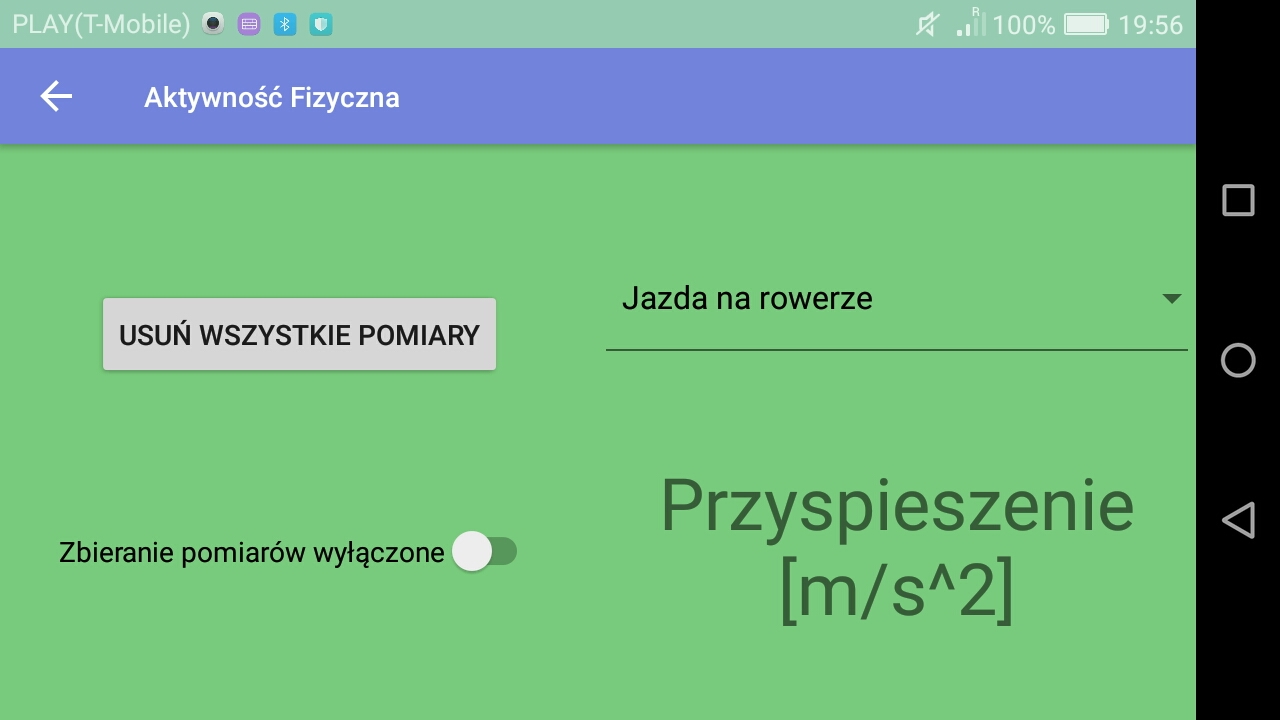 PLAY(T-Mobile) R 100% 19:56
Aktywność Fizyczna
Jazda na rowerze
USUŃ WSZYSTKIE POMIARY
Przyspieszenie
[m/s^2]
Zbieranie pomiarów wyłączone